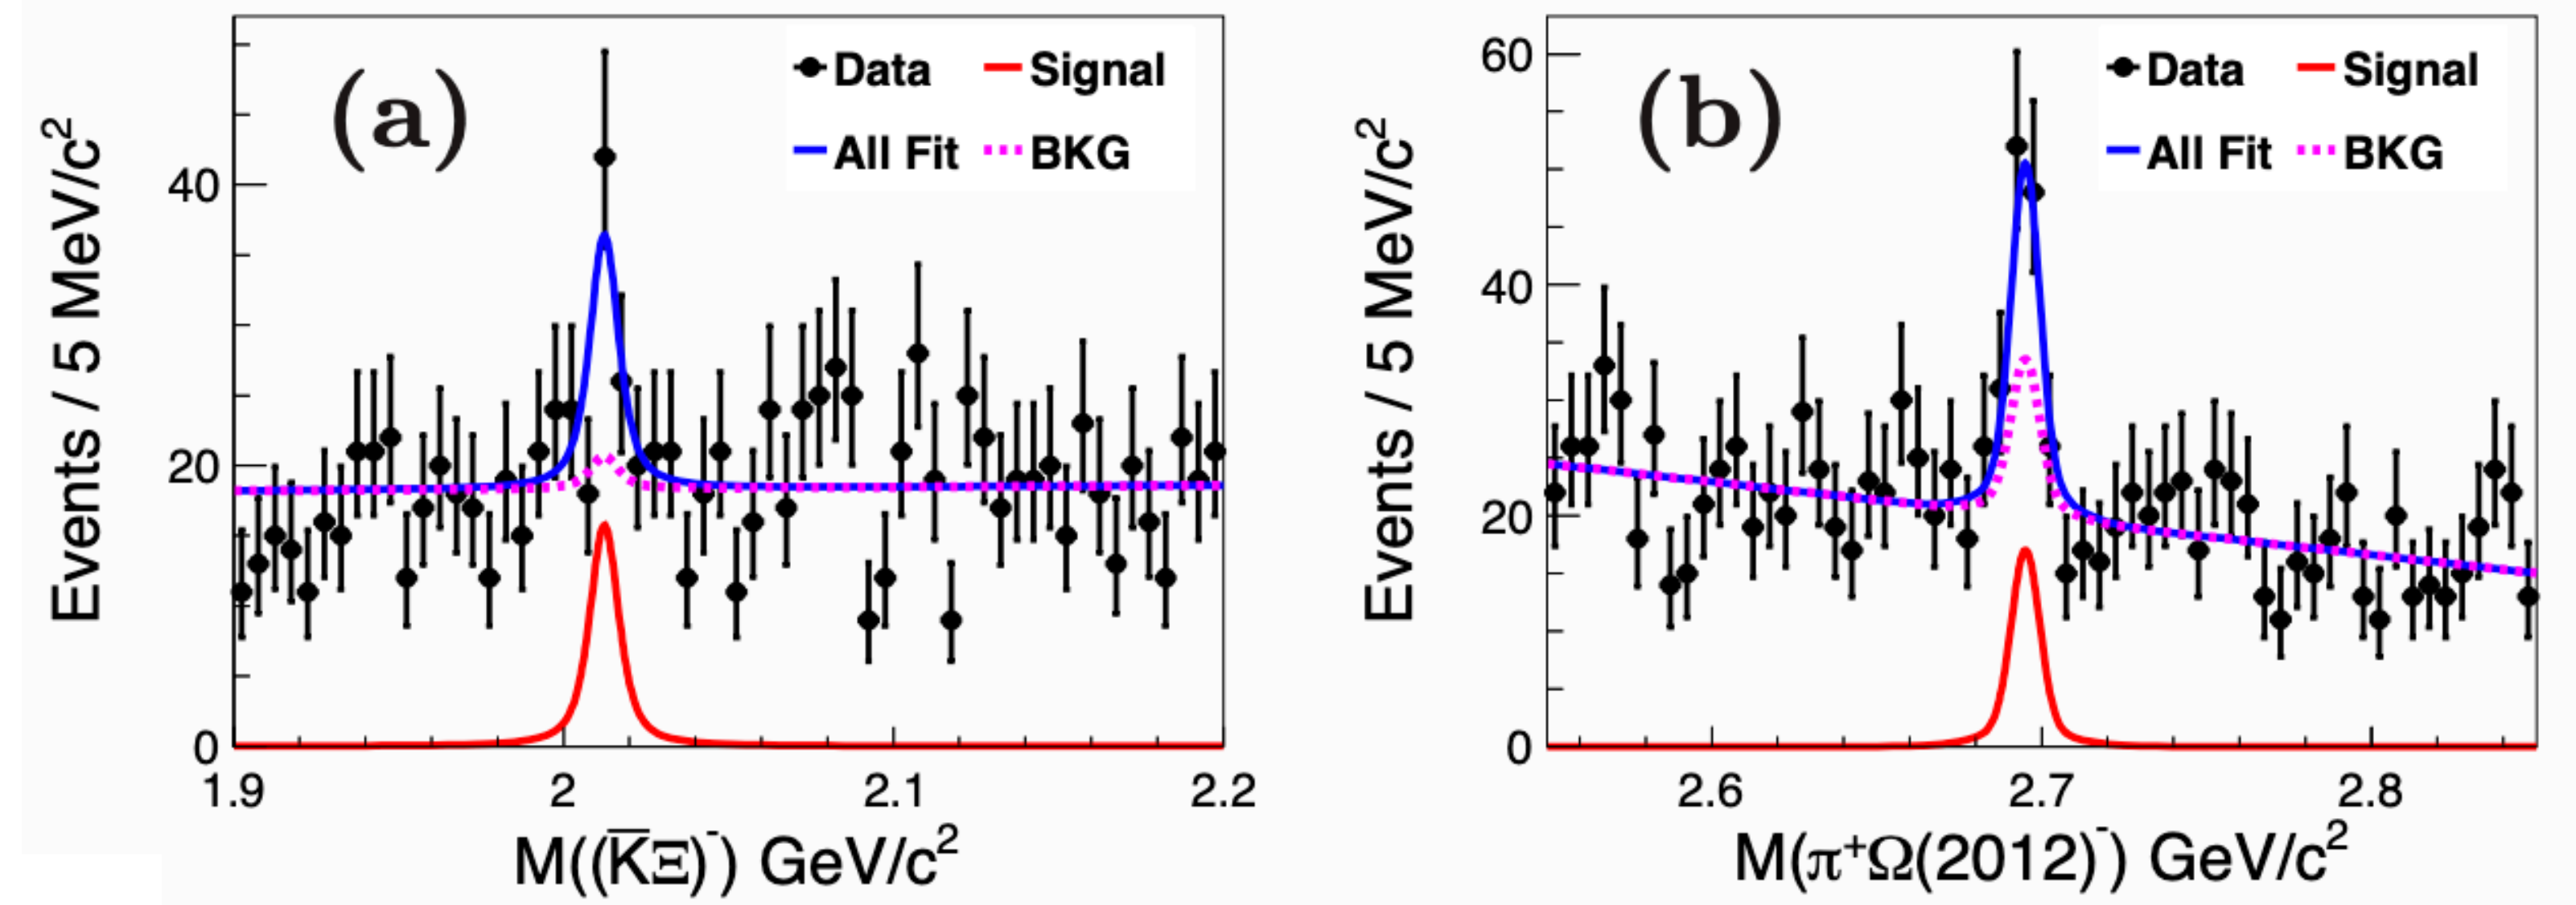 (a)
Data Signal
All Fit BKG
Events / 5 MeV/c²
40
20
0
1.9 2 2.1 2.2
M((K̅Ξ)⁻) GeV/c²
(b)
Data Signal
All Fit BKG
Events / 5 MeV/c²
60
40
20
0
2.6 2.7 2.8
M(π⁺Ω(2012)⁻) GeV/c²